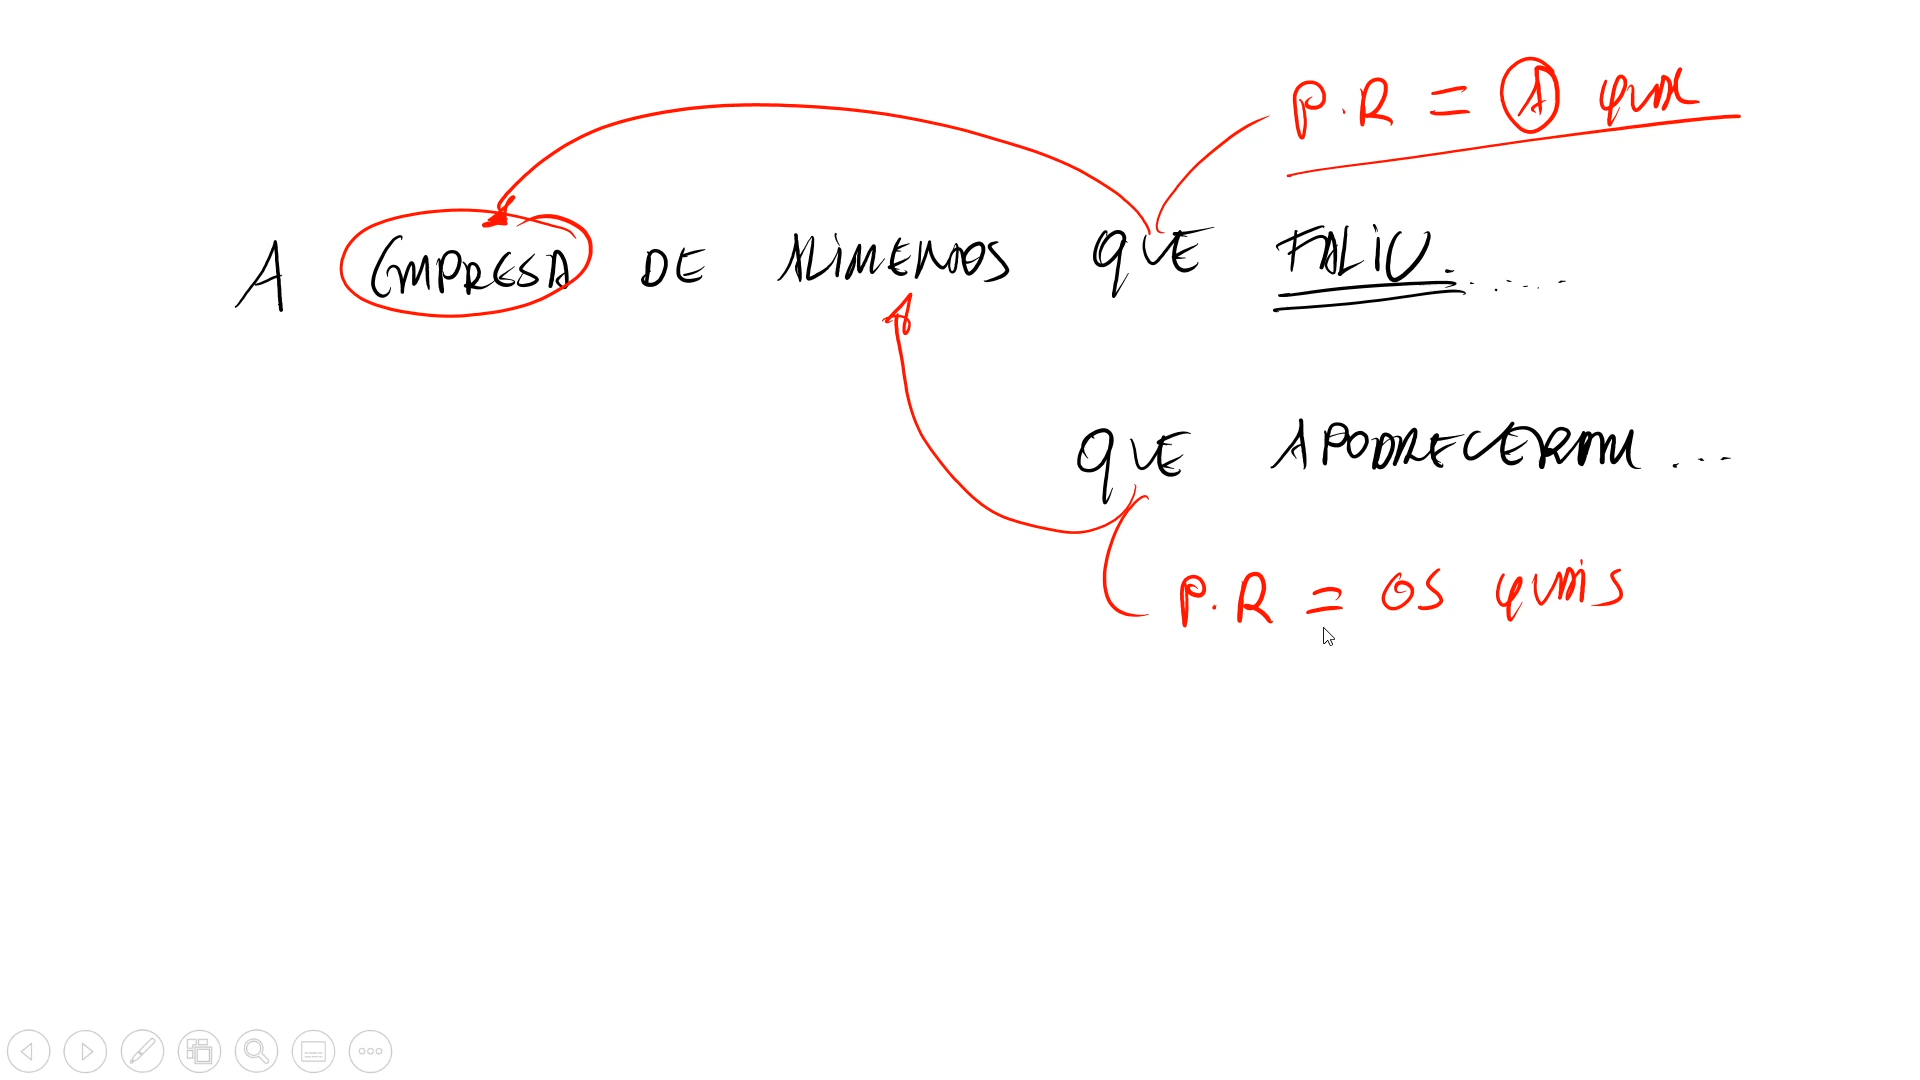 P.R = A qual
A EMPRESA DE ALIMENTOS QUE FALIU.......
QUE APODRECERAM ...
P.R = OS quais